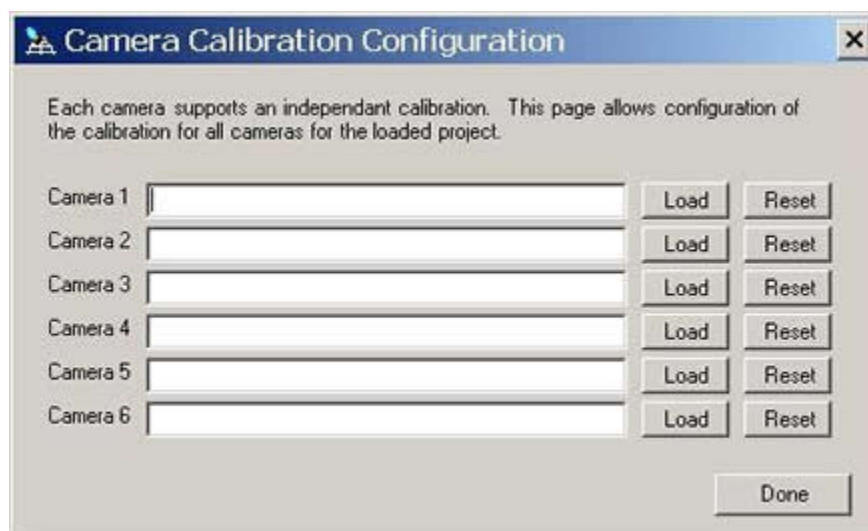 Camera Calibration Configuration
Each camera supports an independant calibration. This page allows configuration of
the calibration for all cameras for the loaded project.
Camera 1 Load Reset
Camera 2 Load Reset
Camera 3 Load Reset
Camera 4 Load Reset
Camera 5 Load Reset
Camera 6 Load Reset
Done